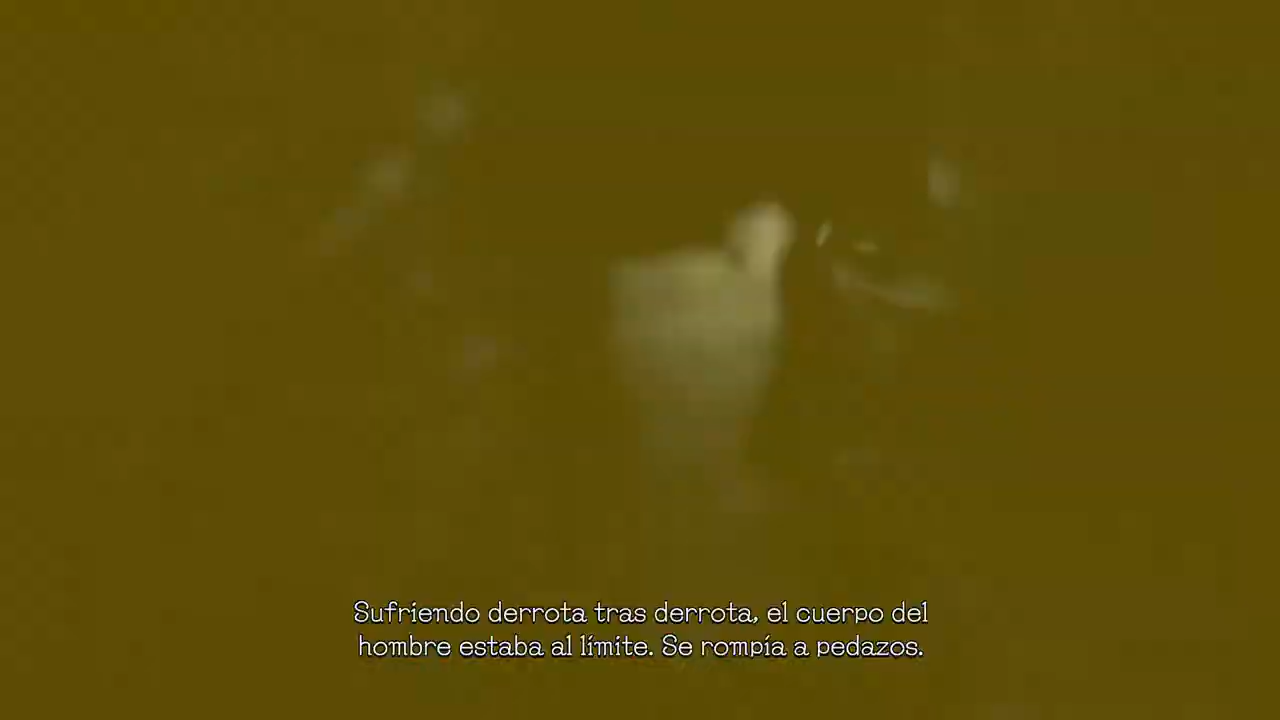 Sufriendo derrota tras derrota, el cuerpo del
hombre estaba al límite. Se rompía a pedazos.